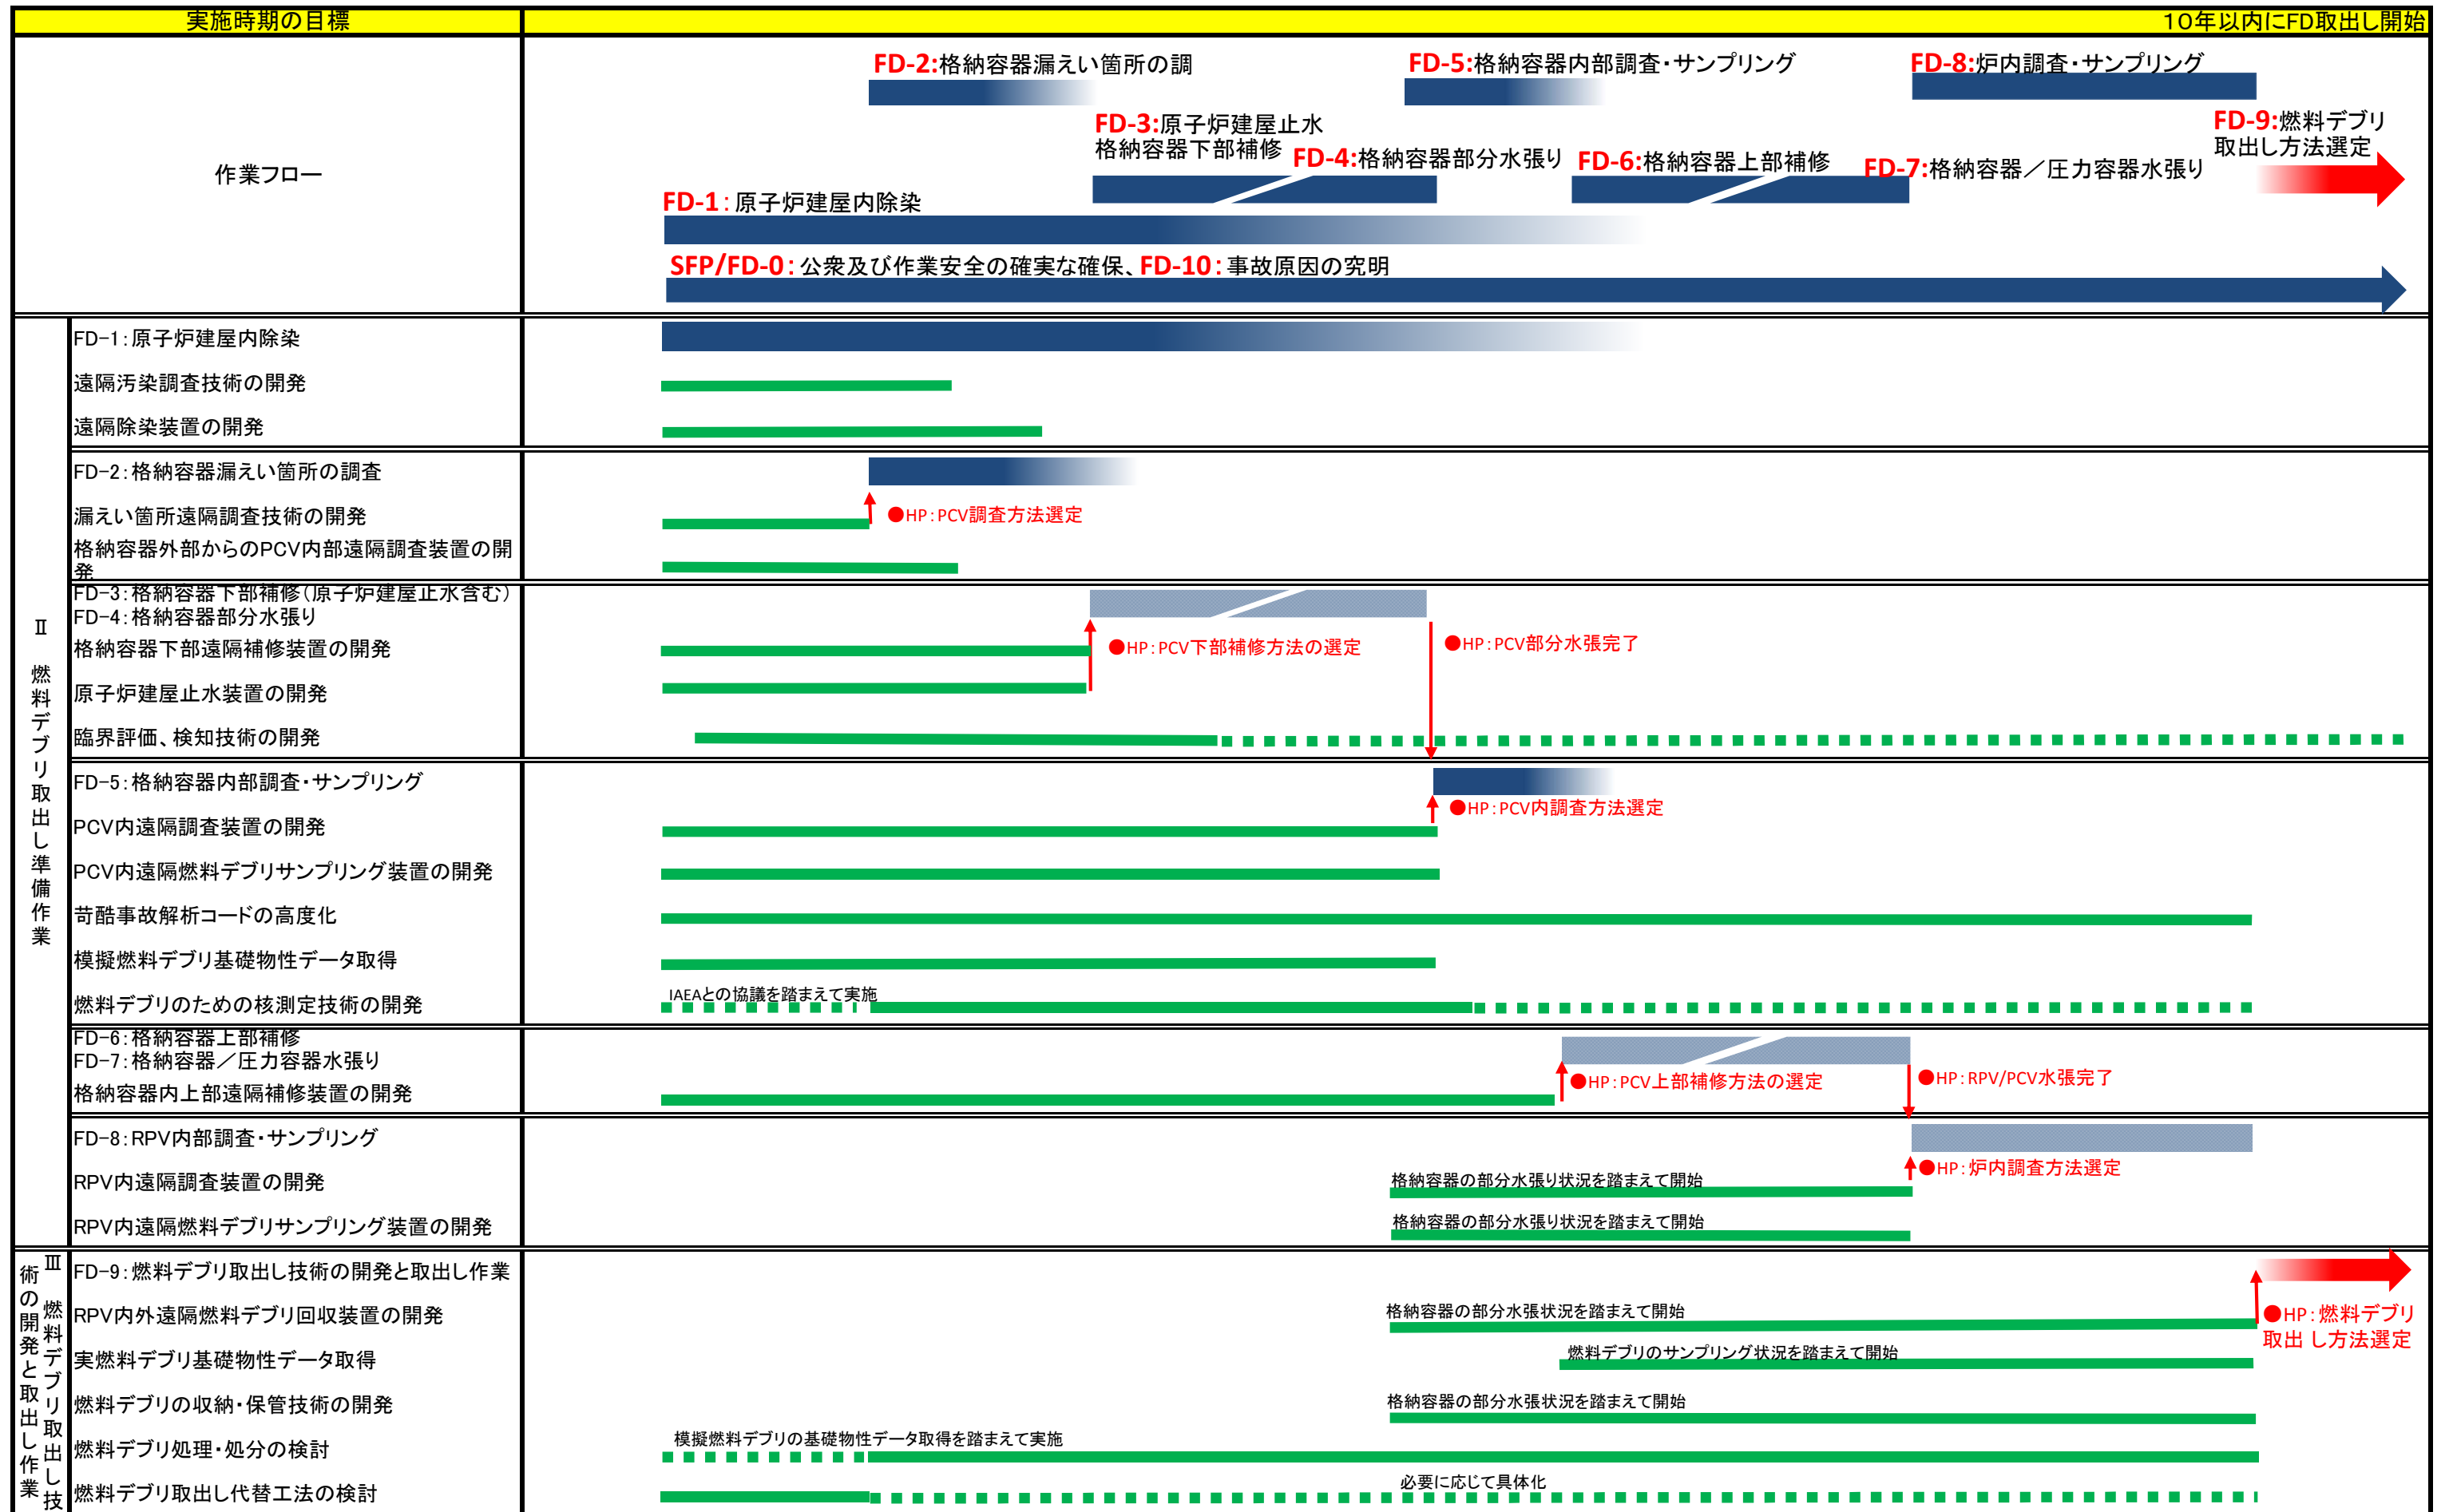 実施時期の目標
10年以内にFD取出し開始
作業フロー
FD-2:格納容器漏えい箇所の調
FD-5:格納容器内部調査・サンプリング
FD-8:炉内調査・サンプリング
FD-3:原子炉建屋止水
格納容器下部補修
FD-4:格納容器部分水張り
FD-6:格納容器上部補修
FD-7:格納容器／圧力容器水張り
FD-9:燃料デブリ
取出し方法選定
FD-1：原子炉建屋内除染
SFP/FD-0：公衆及び作業安全の確実な確保、FD-10：事故原因の究明
Ⅱ 燃料デブリ取出し準備作業
FD-1：原子炉建屋内除染
遠隔汚染調査技術の開発
遠隔除染装置の開発
FD-2：格納容器漏えい箇所の調査
漏えい箇所遠隔調査技術の開発
●HP：PCV調査方法選定
格納容器外部からのPCV内部遠隔調査装置の開
発
FD-3：格納容器下部補修（原子炉建屋止水含む）
FD-4：格納容器部分水張り
格納容器下部遠隔補修装置の開発
●HP：PCV下部補修方法の選定
●HP：PCV部分水張完了
原子炉建屋止水装置の開発
臨界評価、検知技術の開発
FD-5：格納容器内部調査・サンプリング
●HP：PCV内調査方法選定
PCV内遠隔調査装置の開発
PCV内遠隔燃料デブリサンプリング装置の開発
苛酷事故解析コードの高度化
模擬燃料デブリ基礎物性データ取得
燃料デブリのための核測定技術の開発
IAEAとの協議を踏まえて実施
FD-6：格納容器上部補修
FD-7：格納容器／圧力容器水張り
格納容器内上部遠隔補修装置の開発
●HP：PCV上部補修方法の選定
●HP：RPV/PCV水張完了
FD-8：RPV内部調査・サンプリング
●HP：炉内調査方法選定
RPV内遠隔調査装置の開発
格納容器の部分水張り状況を踏まえて開始
RPV内遠隔燃料デブリサンプリング装置の開発
格納容器の部分水張り状況を踏まえて開始
Ⅲ 燃料デブリ取出し技
術の開発と取出し作業
FD-9：燃料デブリ取出し技術の開発と取出し作業
RPV内外遠隔燃料デブリ回収装置の開発
格納容器の部分水張状況を踏まえて開始
●HP：燃料デブリ
取出 し方法選定
実燃料デブリ基礎物性データ取得
燃料デブリのサンプリング状況を踏まえて開始
燃料デブリの収納・保管技術の開発
格納容器の部分水張状況を踏まえて開始
燃料デブリ処理・処分の検討
模擬燃料デブリの基礎物性データ取得を踏まえて実施
燃料デブリ取出し代替工法の検討
必要に応じて具体化